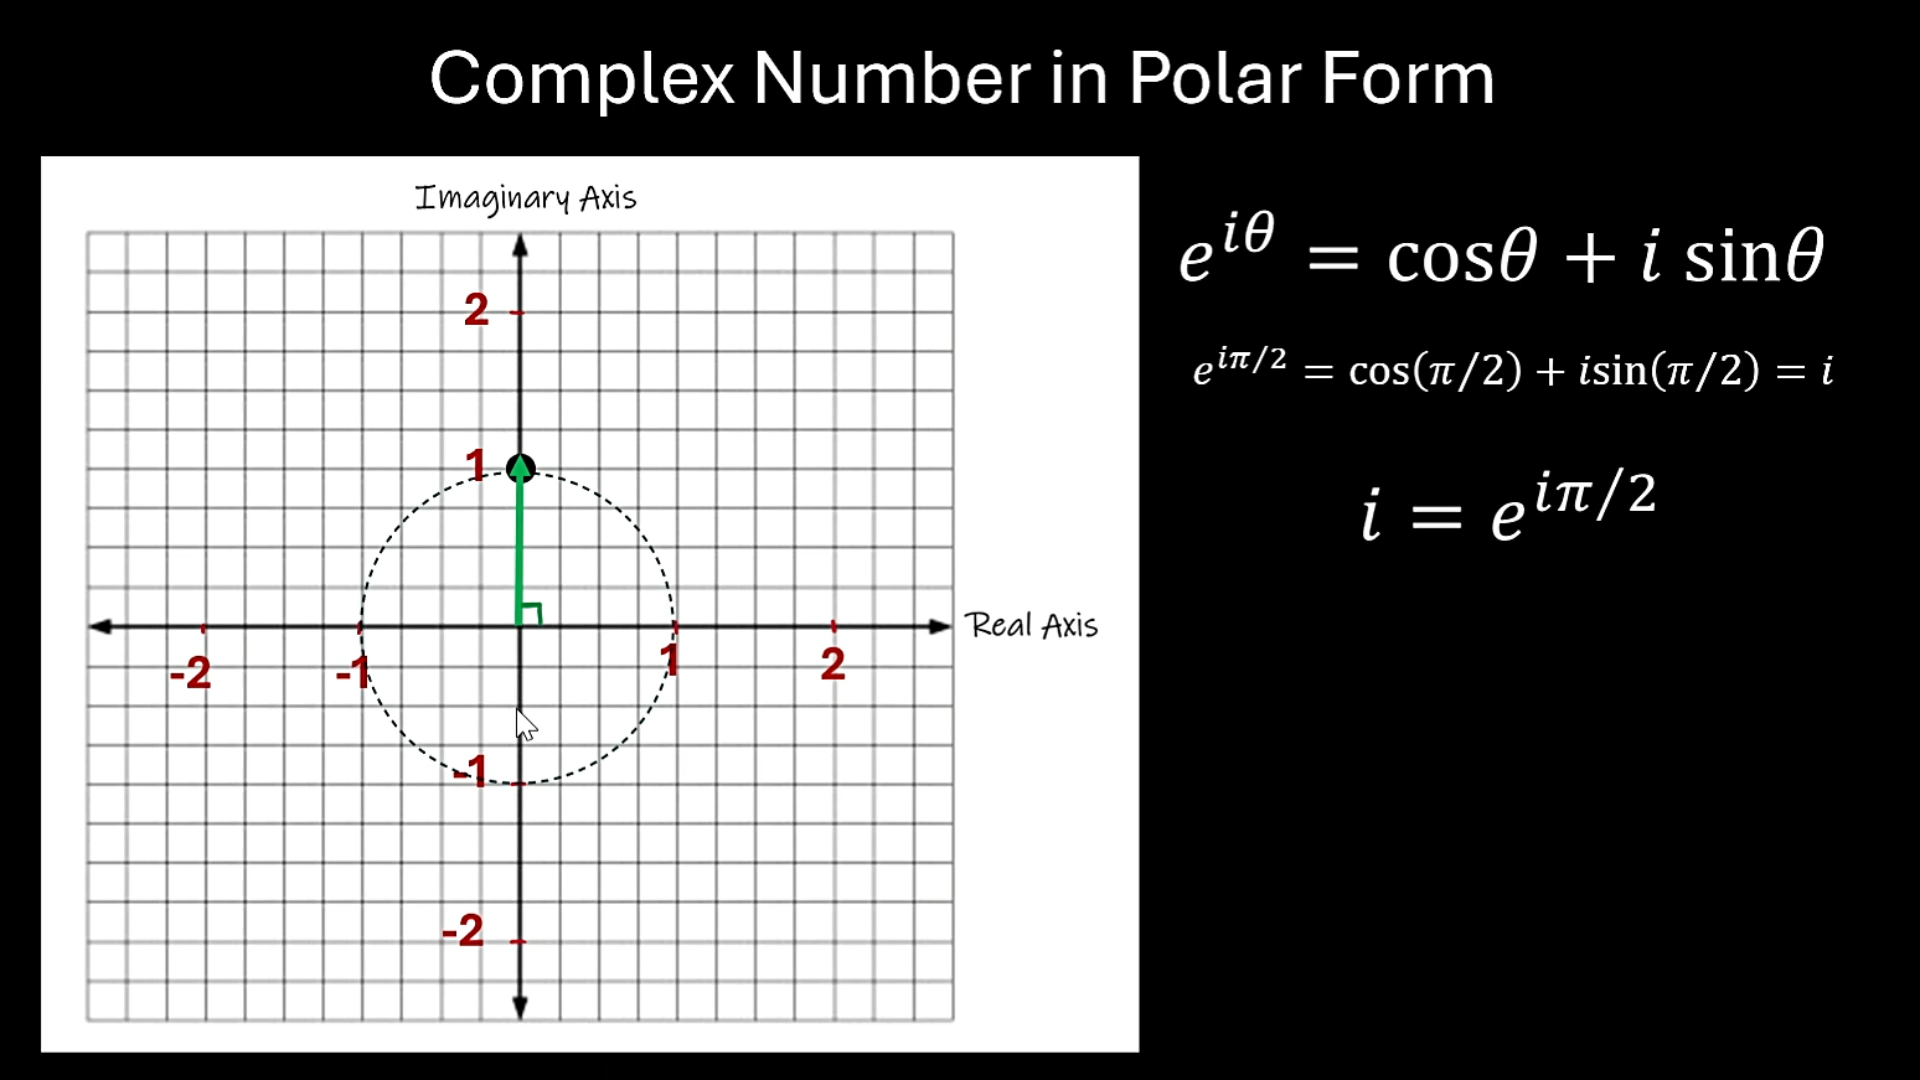 Complex Number in Polar Form
Imaginary Axis
2
1
Real Axis
-2
-1
1
2
-1
-2
e^{iθ} = cosθ + i sinθ
e^{iπ/2} = cos(π/2) + isin(π/2) = i
i = e^{iπ/2}